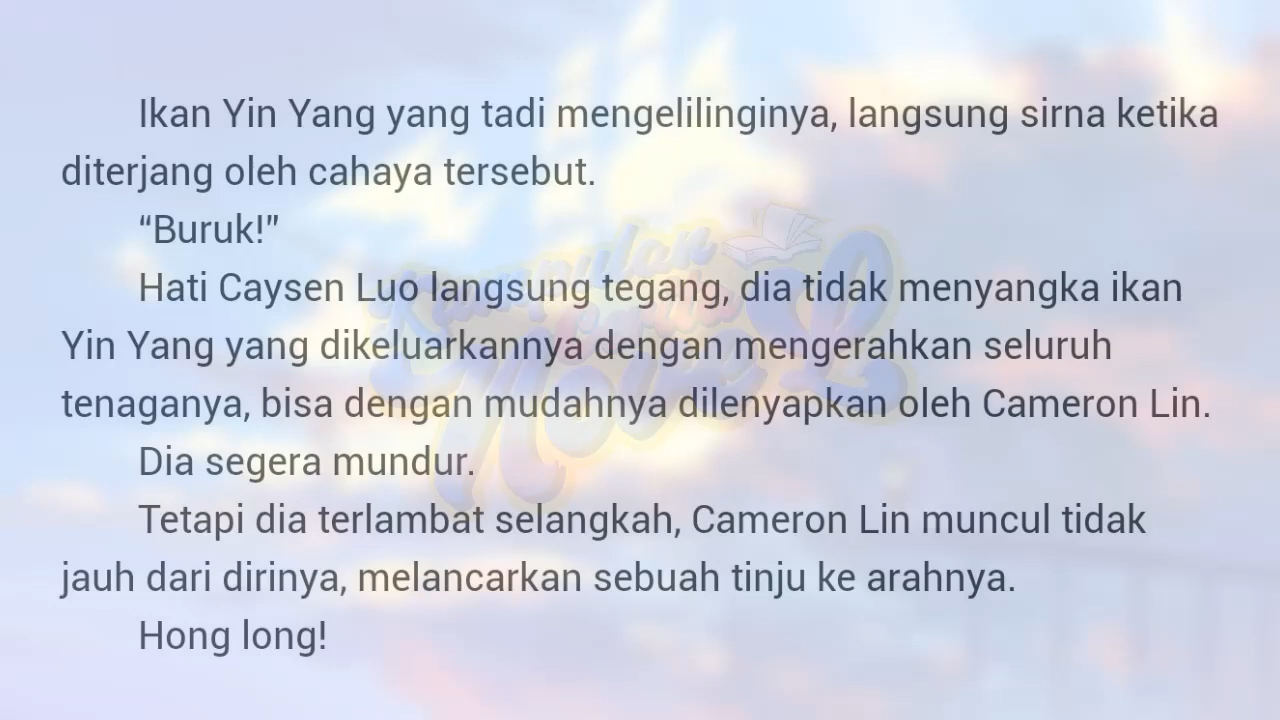 Ikan Yin Yang yang tadi mengelilinginya, langsung sirna ketika
diterjang oleh cahaya tersebut.
“Buruk!”
Hati Caysen Luo langsung tegang, dia tidak menyangka ikan
Yin Yang yang dikeluarkannya dengan mengerahkan seluruh
tenaganya, bisa dengan mudahnya dilenyapkan oleh Cameron Lin.
Dia segera mundur.
Tetapi dia terlambat selangkah, Cameron Lin muncul tidak
jauh dari dirinya, melancarkan sebuah tinju ke arahnya.
Hong long!
Kumpulan
Novel